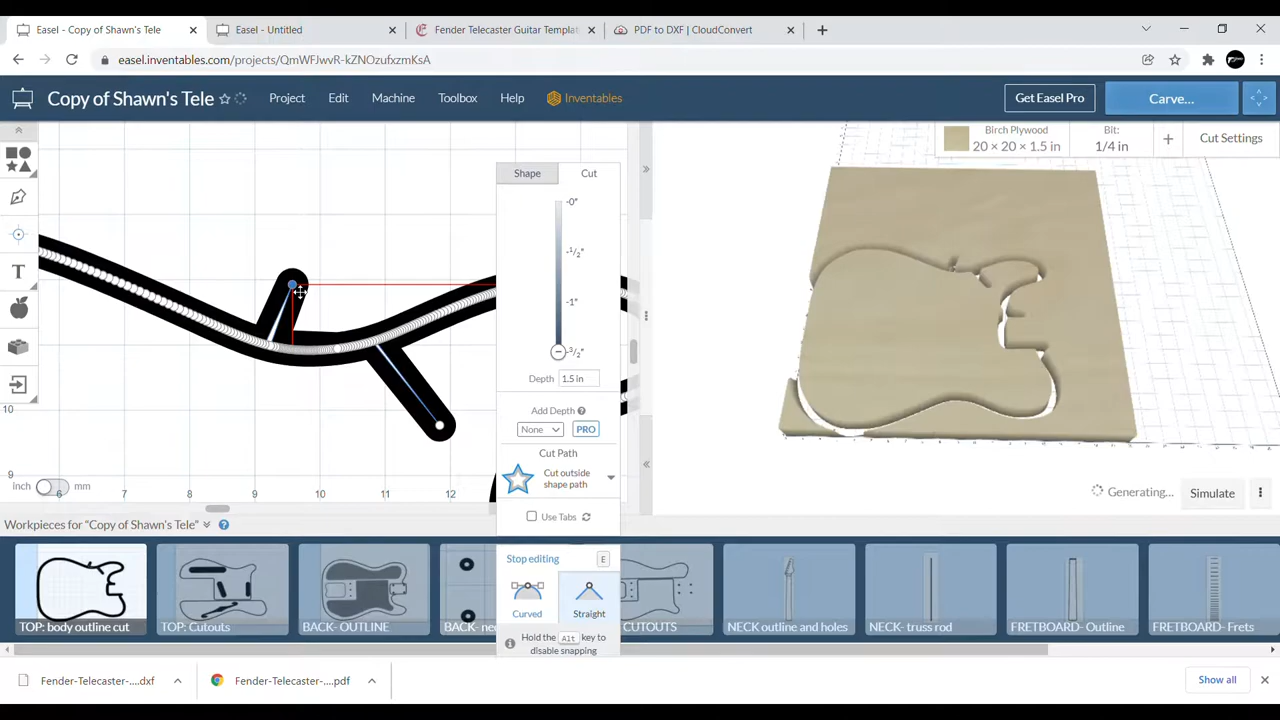 Easel - Copy of Shawn's Tele
Easel - Untitled
Fender Telecaster Guitar Templat
PDF to DXF | CloudConvert
easel.inventables.com/projects/QmWFJwvR-kZNOzufxzmKsA
Copy of Shawn's Tele
Project
Edit
Machine
Toolbox
Help
Inventables
Get Easel Pro
Carve...
Birch Plywood
20 × 20 × 1.5 in
Bit:
1/4 in
Cut Settings
Shape
Cut
-0"
-1/2"
-1"
-3/2"
Depth
1.5 in
Add Depth
None
PRO
Cut Path
Cut outside
shape path
Use Tabs
10
9
inch
mm
6
7
8
9
10
11
12
Generating...
Simulate
Workpieces for "Copy of Shawn's Tele"
Stop editing
E
Curved
Straight
Hold the Alt key to
disable snapping
TOP: body outline cut
TOP: Cutouts
BACK- OUTLINE
BACK- ne
CUTOUTS
NECK outline and holes
NECK- truss rod
FRETBOARD- Outline
FRETBOARD- Frets
Fender-Telecaster-....dxf
Fender-Telecaster-....pdf
Show all